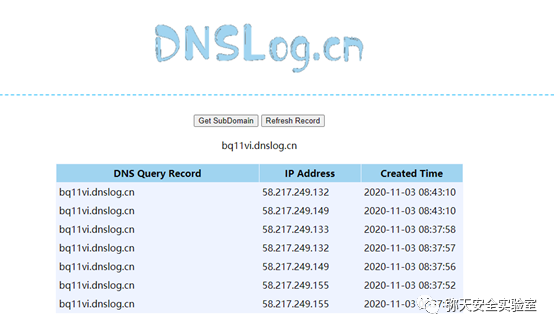 DNSLog.cn
Get SubDomain Refresh Record
bq11vi.dnslog.cn
DNS Query Record IP Address Created Time
bq11vi.dnslog.cn 58.217.249.132 2020-11-03 08:43:10
bq11vi.dnslog.cn 58.217.249.149 2020-11-03 08:43:10
bq11vi.dnslog.cn 58.217.249.133 2020-11-03 08:37:58
bq11vi.dnslog.cn 58.217.249.132 2020-11-03 08:37:57
bq11vi.dnslog.cn 58.217.249.149 2020-11-03 08:37:56
bq11vi.dnslog.cn 58.217.249.155 2020-11-03 08:37:52
bq11vi.dnslog.cn 58.217.249.155 2020-11-03
弥天安全实验室